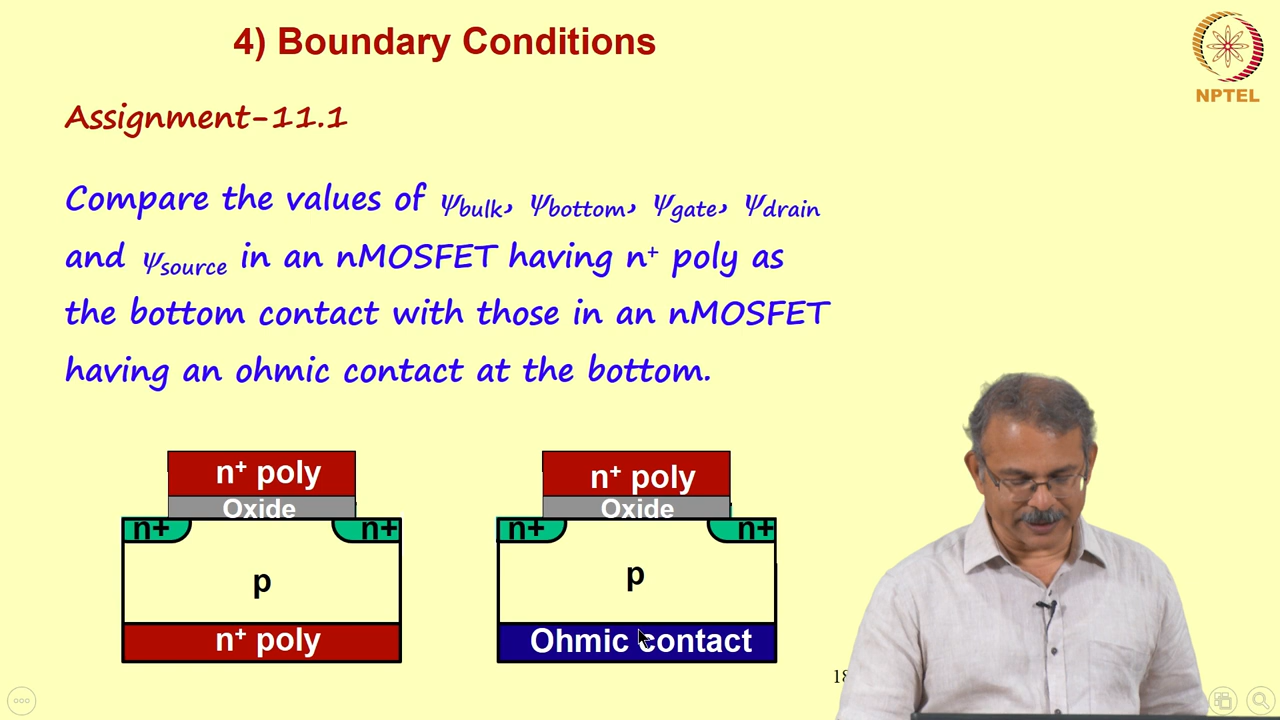 4) Boundary Conditions
NPTEL
Assignment-11.1
Compare the values of ψbulk, ψbottom, ψgate, ψdrain
and ψsource in an nMOSFET having n+ poly as
the bottom contact with those in an nMOSFET
having an ohmic contact at the bottom.
n+ poly
Oxide
n+ n+
p
n+ poly
n+ poly
Oxide
n+ n+
p
Ohmic contact